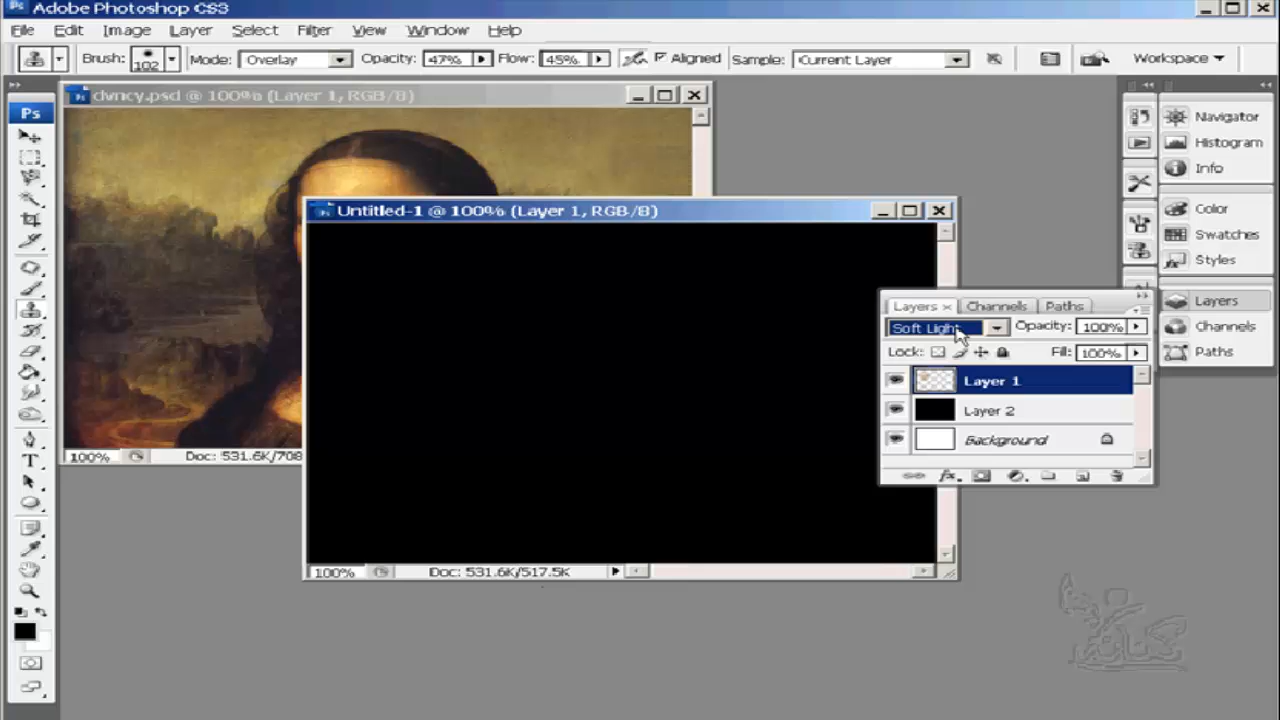 Adobe Photoshop CS3
File Edit Image Layer Select Filter View Window Help
Brush: 102 Mode: Overlay Opacity: 47% Flow: 45% Aligned Sample: Current Layer Workspace
dvncy.psd @ 100% (Layer 1, RGB/8)
Untitled-1 @ 100% (Layer 1, RGB/8)
Navigator
Histogram
Info
Color
Swatches
Styles
Layers
Channels
Paths
Layers Channels Paths
Soft Light Opacity: 100%
Lock: Fill: 100%
Layer 1
Layer 2
Background
100% Doc: 531.6K/708
100% Doc: 531.6K/517.5K